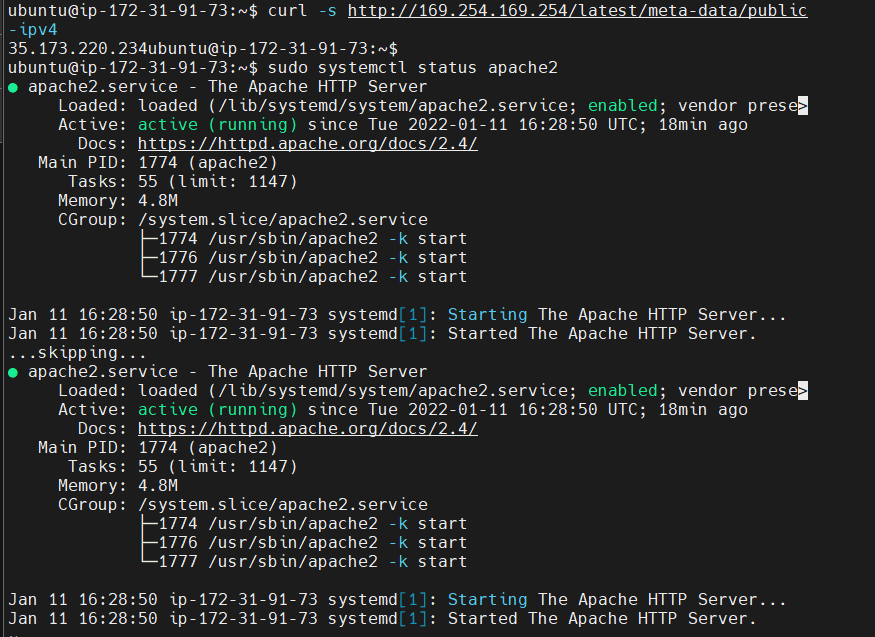 ubuntu@ip-172-31-91-73:~$ curl -s http://169.254.169.254/latest/meta-data/public
-ipv4
35.173.220.234ubuntu@ip-172-31-91-73:~$
ubuntu@ip-172-31-91-73:~$ sudo systemctl status apache2
● apache2.service - The Apache HTTP Server
     Loaded: loaded (/lib/systemd/system/apache2.service; enabled; vendor prese>
     Active: active (running) since Tue 2022-01-11 16:28:50 UTC; 18min ago
       Docs: https://httpd.apache.org/docs/2.4/
   Main PID: 1774 (apache2)
      Tasks: 55 (limit: 1147)
     Memory: 4.8M
     CGroup: /system.slice/apache2.service
             ├─1774 /usr/sbin/apache2 -k start
             ├─1776 /usr/sbin/apache2 -k start
             └─1777 /usr/sbin/apache2 -k start

Jan 11 16:28:50 ip-172-31-91-73 systemd[1]: Starting The Apache HTTP Server...
Jan 11 16:28:50 ip-172-31-91-73 systemd[1]: Started The Apache HTTP Server.
...skipping...
● apache2.service - The Apache HTTP Server
     Loaded: loaded (/lib/systemd/system/apache2.service; enabled; vendor prese>
     Active: active (running) since Tue 2022-01-11 16:28:50 UTC; 18min ago
       Docs: https://httpd.apache.org/docs/2.4/
   Main PID: 1774 (apache2)
      Tasks: 55 (limit: 1147)
     Memory: 4.8M
     CGroup: /system.slice/apache2.service
             ├─1774 /usr/sbin/apache2 -k start
             ├─1776 /usr/sbin/apache2 -k start
             └─1777 /usr/sbin/apache2 -k start

Jan 11 16:28:50 ip-172-31-91-73 systemd[1]: Starting The Apache HTTP Server...
Jan 11 16:28:50 ip-172-31-91-73 systemd[1]: Started The Apache HTTP Server.